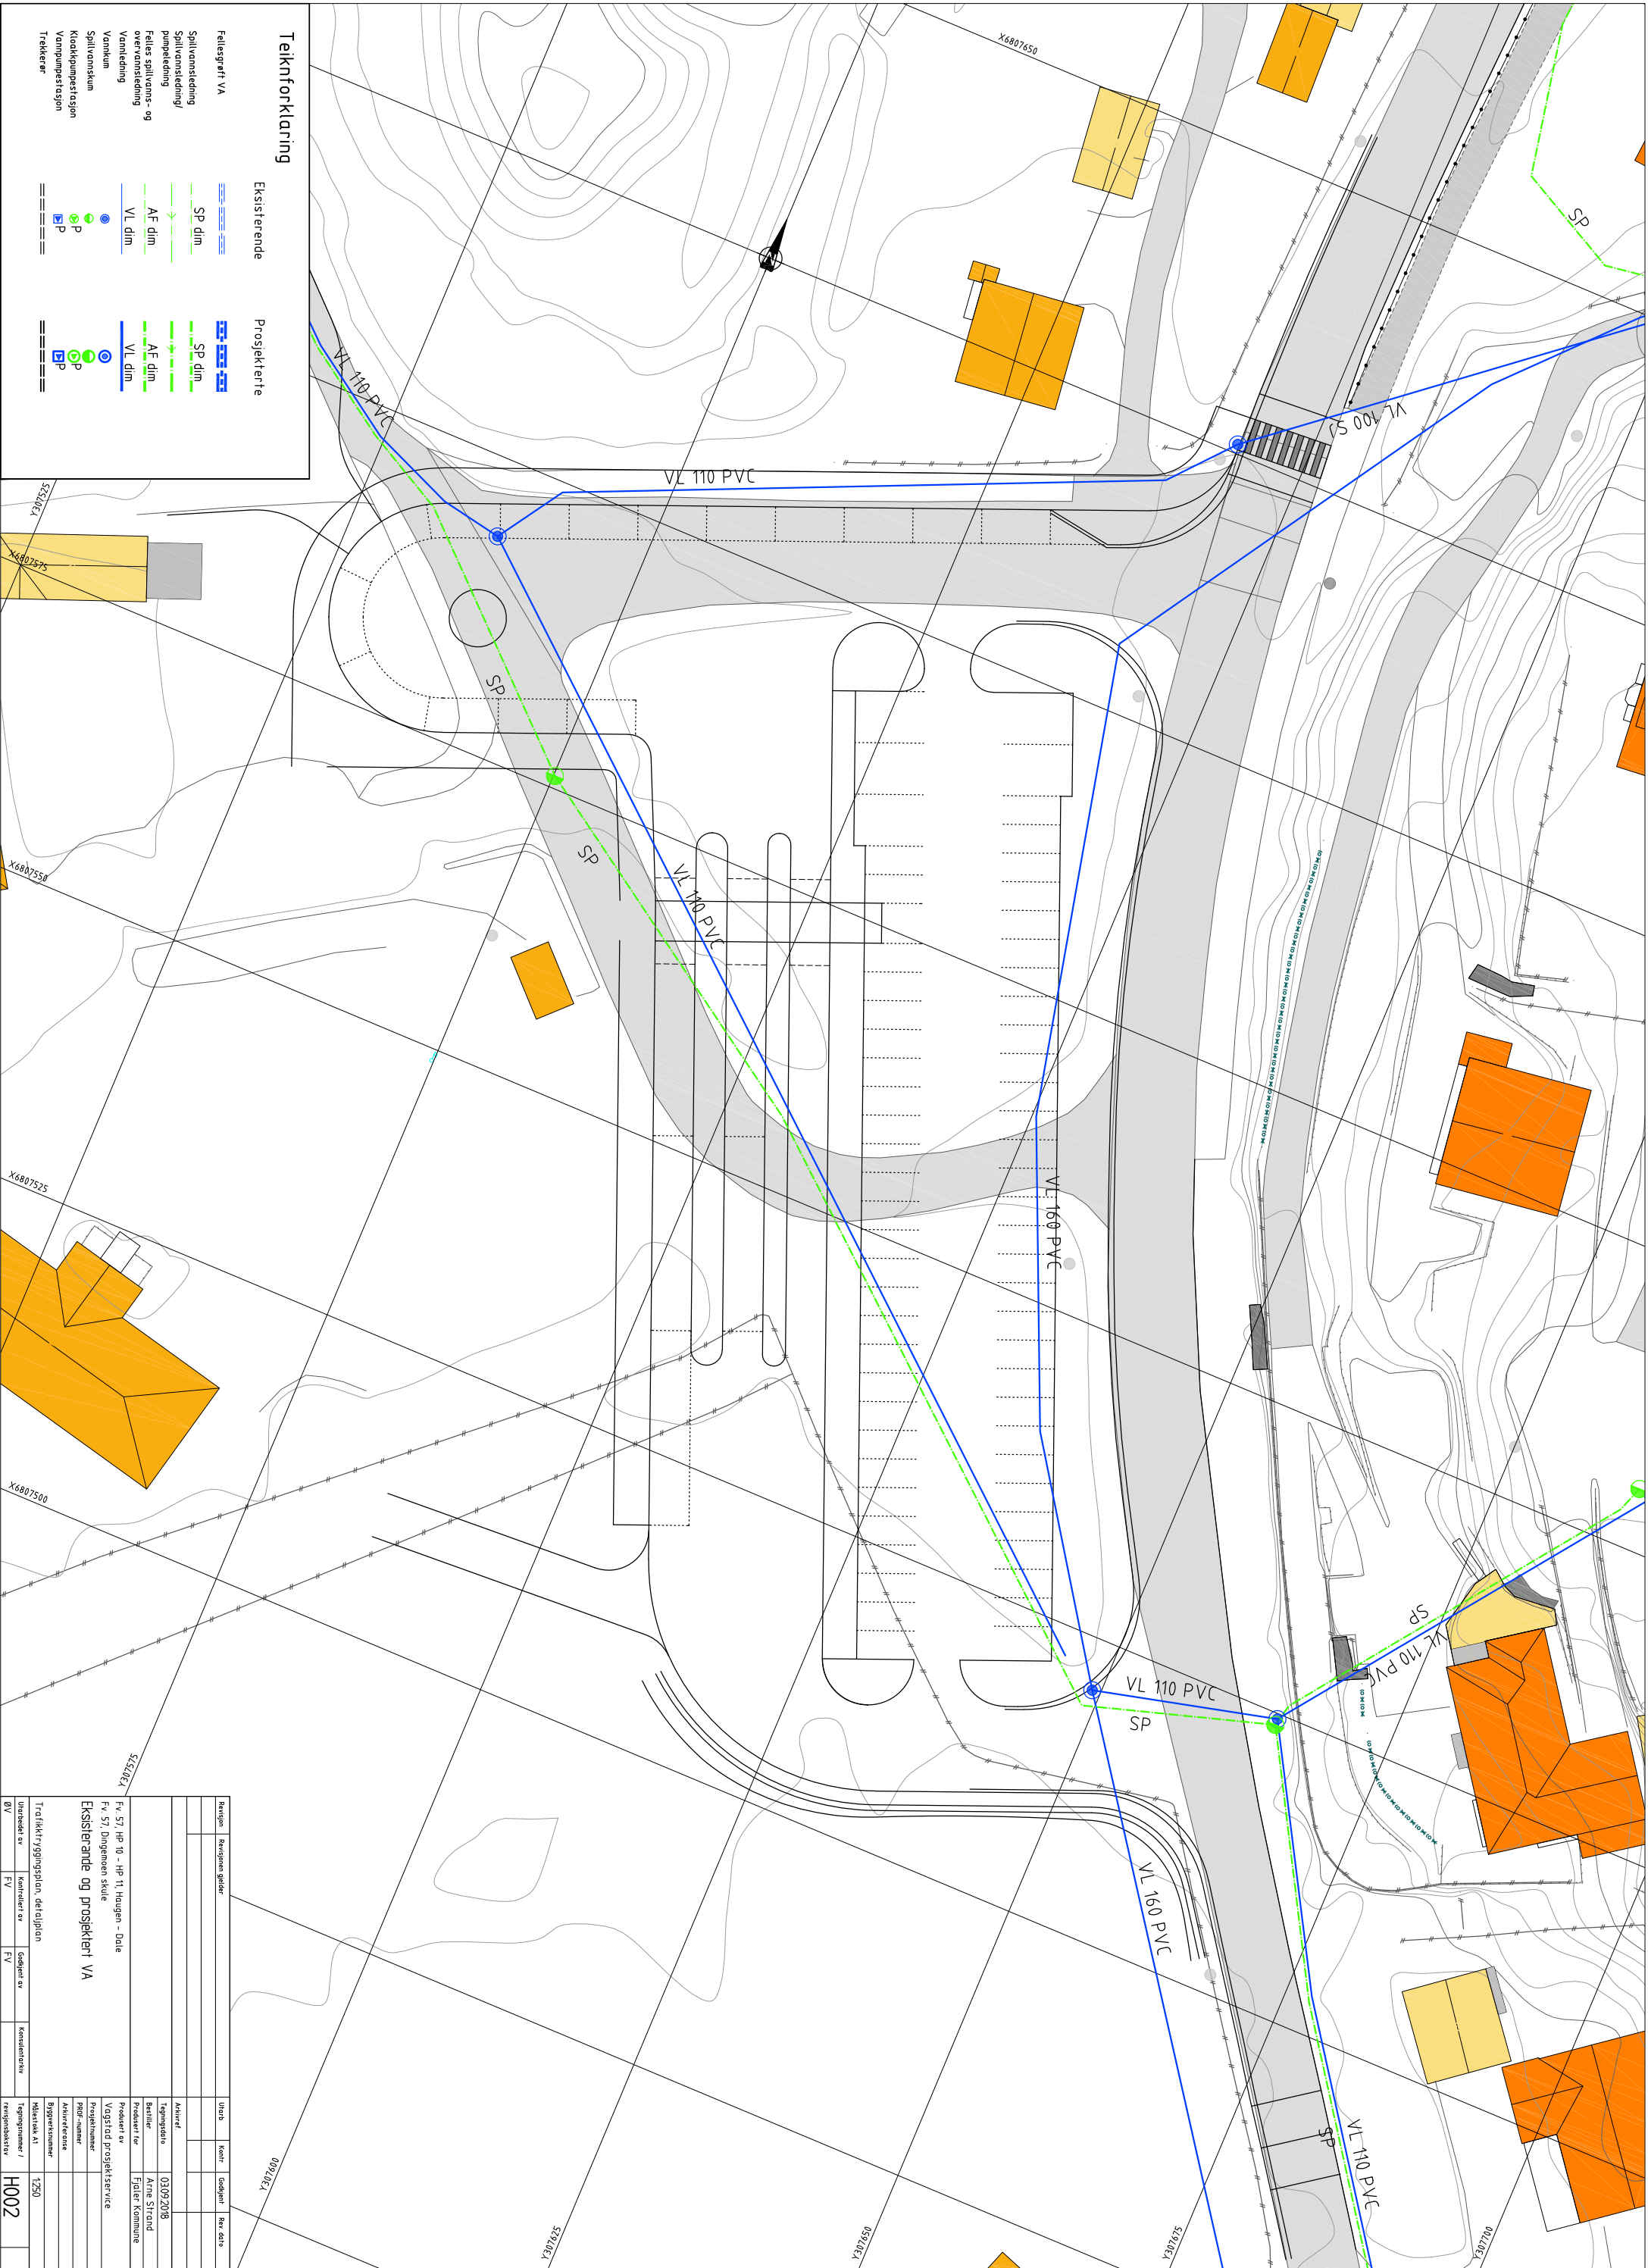 Teiknforklaring
Eksisterende
Prosjekterte
Fellesgrøft VA
Spillvannsledning
SP dim
SP dim
Spillvannsledning/
pumpeledning
Felles spillvanns- og
overvannsledning
AF dim
AF dim
Vannledning
VL dim
VL dim
Vannkum
Spillvannskum
Kloakkpumpestasjon
P
P
Vannpumpestasjon
P
P
Trekkerør
X6807650
SP
VL 100 SJ
VL 110 PVC
VL 110 PVC
Y307525
X6807575
SP
SP
VL 110 PVC
X6807550
VL 160 PVC
X6807525
X6807500
SP
VL 110 PVC
VL 110 PVC
SP
VL 160 PVC
SP
VL 110 PVC
Y307575
Y307600
Y307625
Y307650
Y307675
Y307700
Revisjon
Revisjonen gjelder
Utarb
Kontr
Godkjent
Rev. dato
Fv. 57, HP 10 - HP 11, Haugen - Dale
Fv. 57, Dingemoen skule
Eksisterande og prosjektert VA
Trafikktryggingsplan, detaljplan
Utarbeidet av
Kontrollert av
Godkjent av
Konsulentarkiv
ØV
FV
FV
Arkivref.
Tegningsdato
03.09.2018
Bestiller
Arne Strand
Produsert for
Fjaler Kommune
Produsert av
Vagstad prosjektservice
Prosjektnummer
PROF-nummer
Arkivreferanse
Byggverksnummer
Målestokk A1
1:250
Tegningsnummer /
revisjonsbokstav
H002